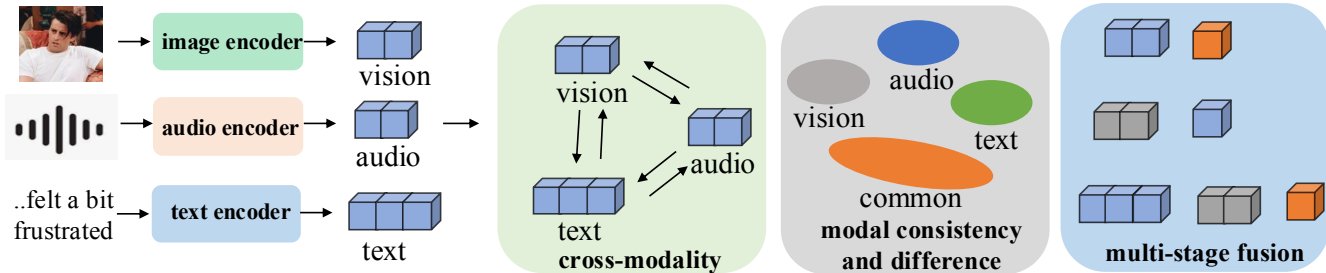 image encoder
vision
audio encoder
audio
..felt a bit
frustrated
text encoder
text
vision
audio
text
cross-modality
audio
vision
text
common
modal consistency
and difference
multi-stage fusion